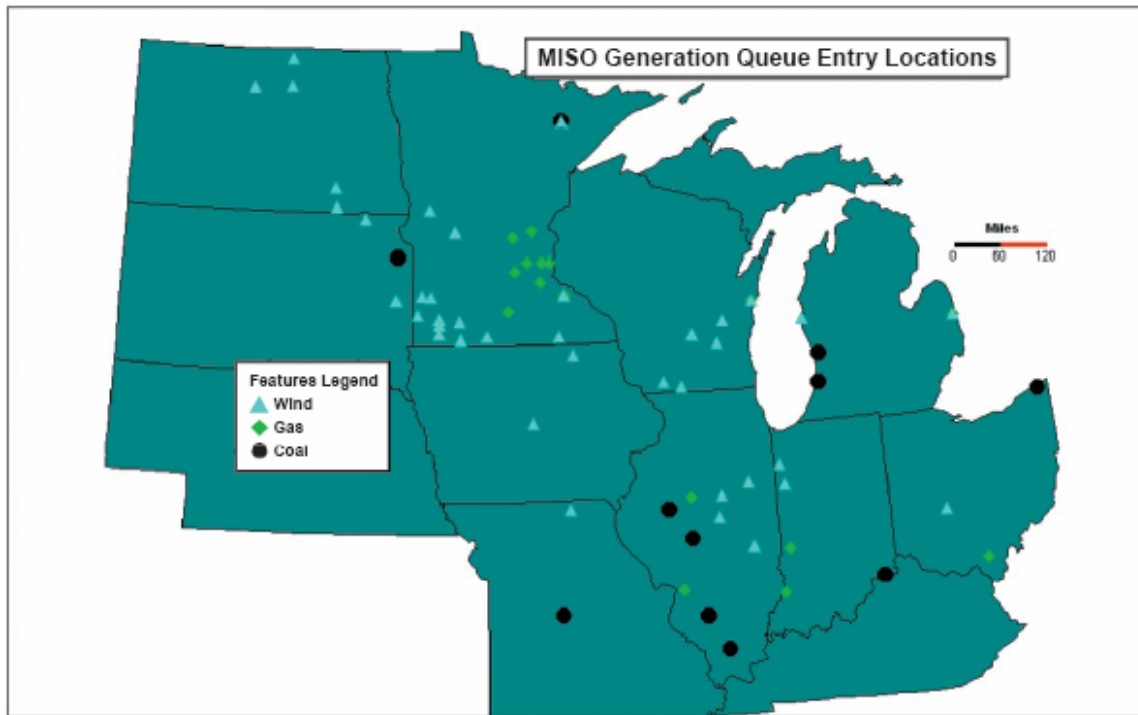 MISO Generation Queue Entry Locations
Miles
0 60 120
Features Legend
Wind
Gas
Coal